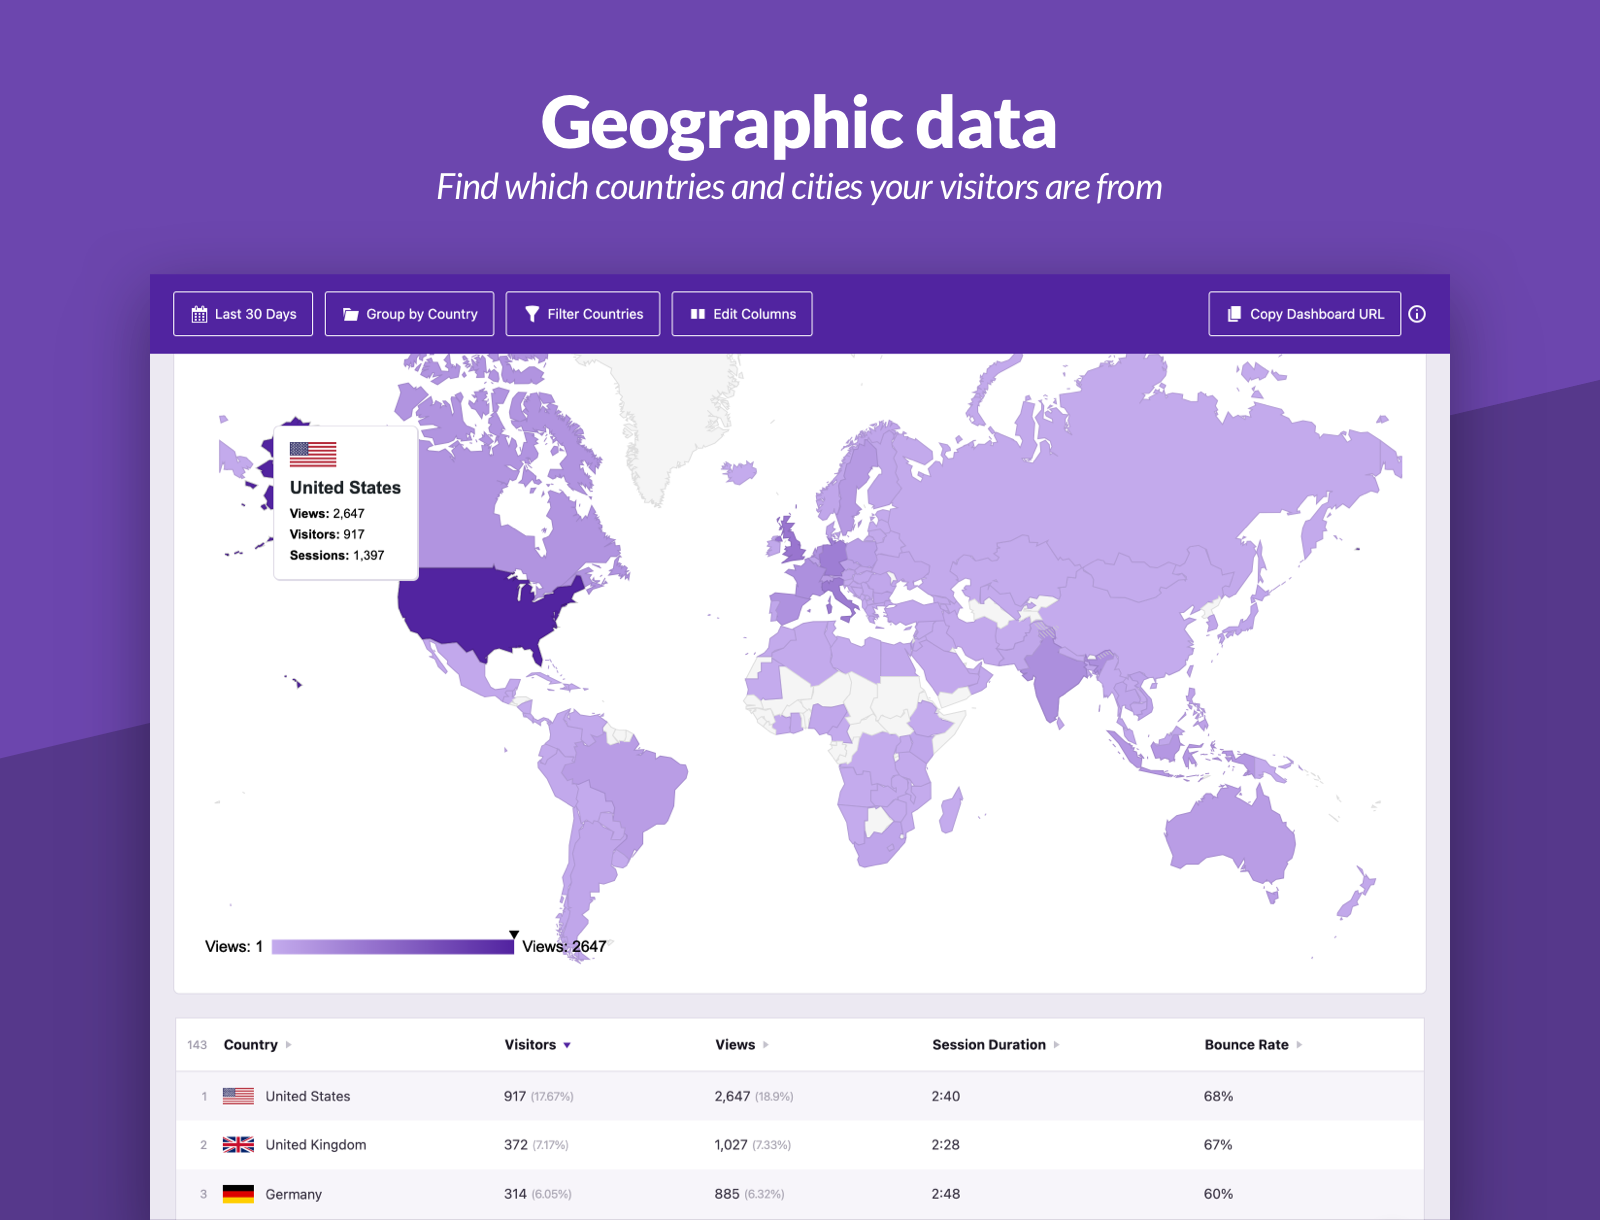 Geographic data
Find which countries and cities your visitors are from
Last 30 Days Group by Country Filter Countries Edit Columns Copy Dashboard URL
United States
Views: 2,647
Visitors: 917
Sessions: 1,397
Views: 1 Views: 2647
143 Country Visitors Views Session Duration Bounce Rate
1 United States 917 (17.67%) 2,647 (18.9%) 2:40 68%
2 United Kingdom 372 (7.17%) 1,027 (7.33%) 2:28 67%
3 Germany 314 (6.05%) 885 (6.32%) 2:48 60%